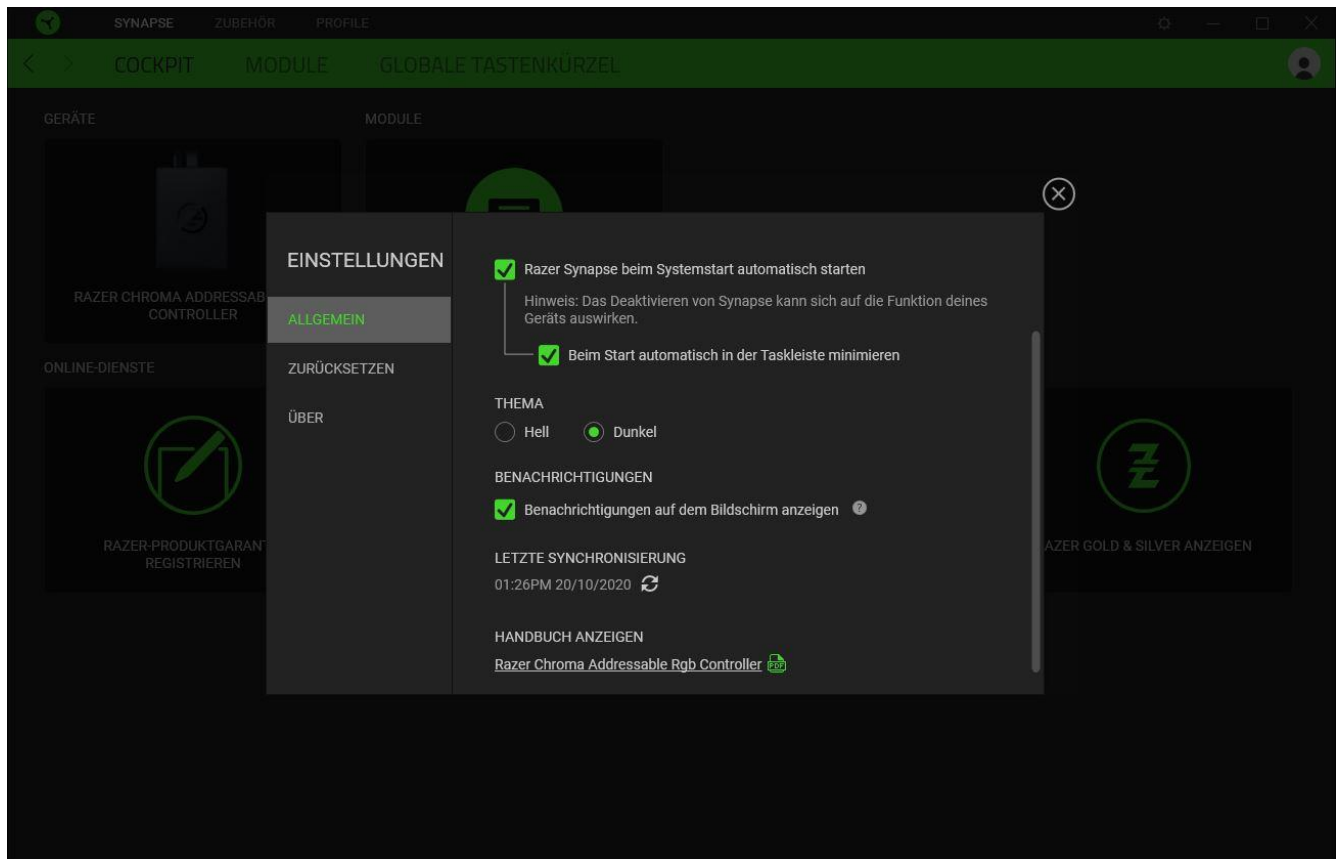 SYNAPSE ZUBEHÖR PROFILE
COCKPIT MODULE GLOBALE TASTENKÜRZEL
GERÄTE MODULE
RAZER CHROMA ADDRESSAB
CONTROLLER
ONLINE-DIENSTE
RAZER-PRODUKTGARAN
REGISTRIEREN
AZER GOLD & SILVER ANZEIGEN
EINSTELLUNGEN
ALLGEMEIN
ZURÜCKSETZEN
ÜBER
Razer Synapse beim Systemstart automatisch starten
Hinweis: Das Deaktivieren von Synapse kann sich auf die Funktion deines
Geräts auswirken.
Beim Start automatisch in der Taskleiste minimieren
THEMA
Hell Dunkel
BENACHRICHTIGUNGEN
Benachrichtigungen auf dem Bildschirm anzeigen ?
LETZTE SYNCHRONISIERUNG
01:26PM 20/10/2020
HANDBUCH ANZEIGEN
Razer Chroma Addressable Rgb Controller PDF